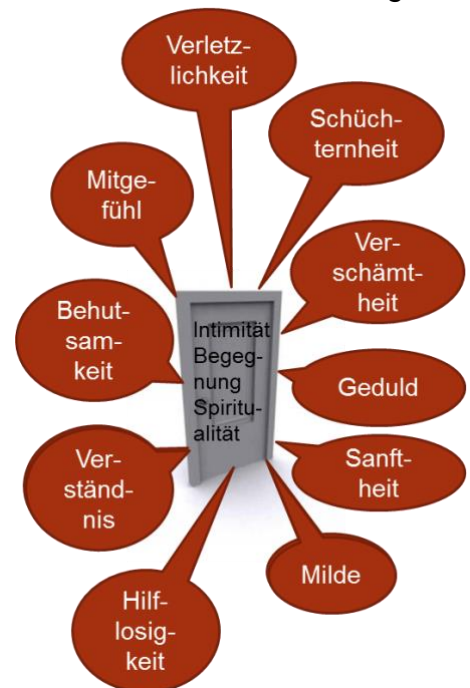 Verletz-
lichkeit
Schüch-
ternheit
Mitge-
fühl
Ver-
schämt-
heit
Behut-
sam-
keit
Intimität
Begeg-
nung
Spiritu-
alität
Geduld
Ver-
ständ-
nis
Sanft-
heit
Milde
Hilf-
losig-
keit